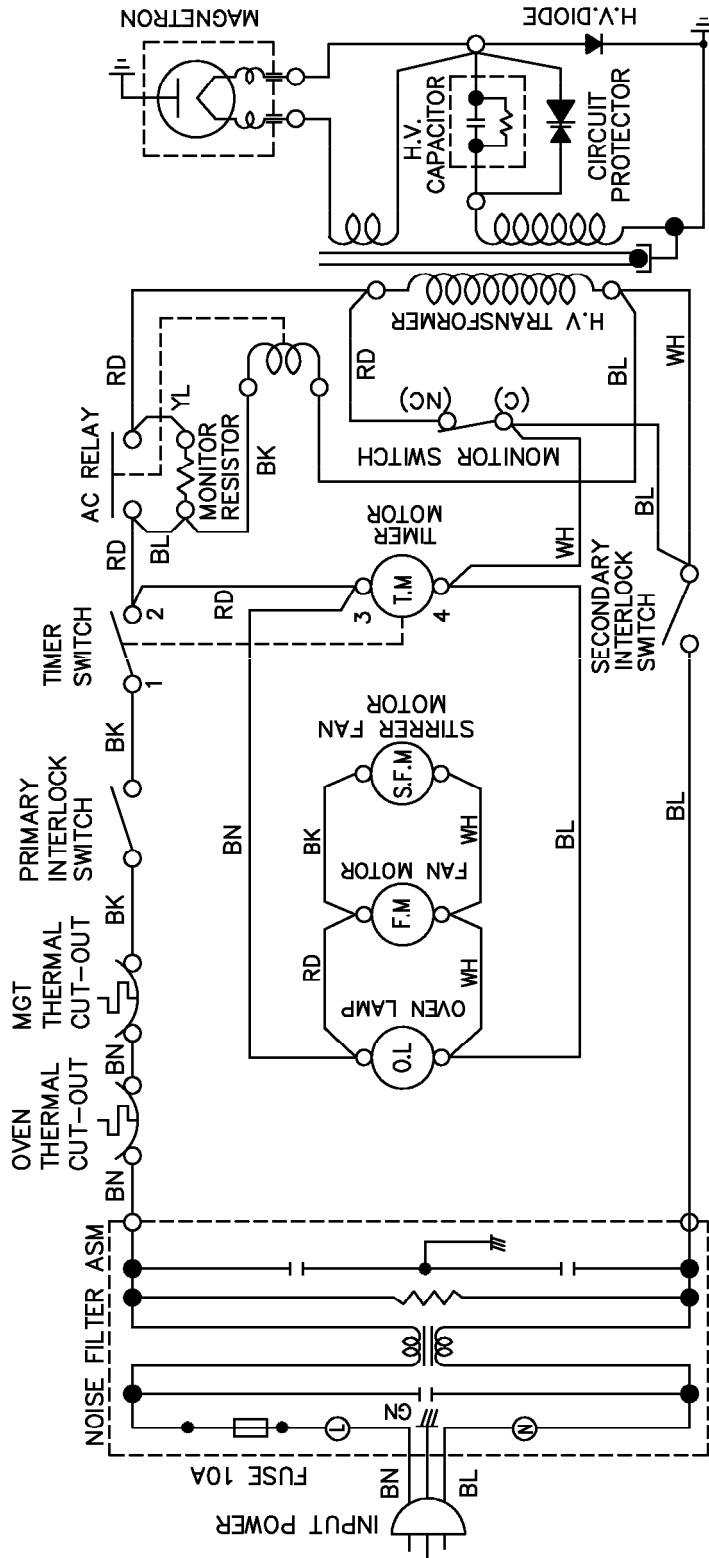 MAGNETRON
H.V.DIODE
H.V.
CAPACITOR
CIRCUIT
PROTECTOR
AC RELAY
RD
RD
YL
BL
MONITOR
RESISTOR
BK
H.V TRANSFORMER
RD
(NC)
(C)
MONITOR SWITCH
BL
WH
BL
WH
TIMER
SWITCH
1
2
RD
TIMER
MOTOR
3
T.M
4
SECONDARY
INTERLOCK
SWITCH
BK
PRIMARY
INTERLOCK
SWITCH
BK
BN
STIRRER FAN
MOTOR
S.F.M
BK
WH
FAN MOTOR
F.M
RD
WH
OVEN LAMP
O.L
BL
BL
MGT
THERMAL
CUT-OUT
BN
OVEN
THERMAL
CUT-OUT
BN
NOISE FILTER ASM
FUSE 10A
L
GN
N
BN
BL
INPUT POWER